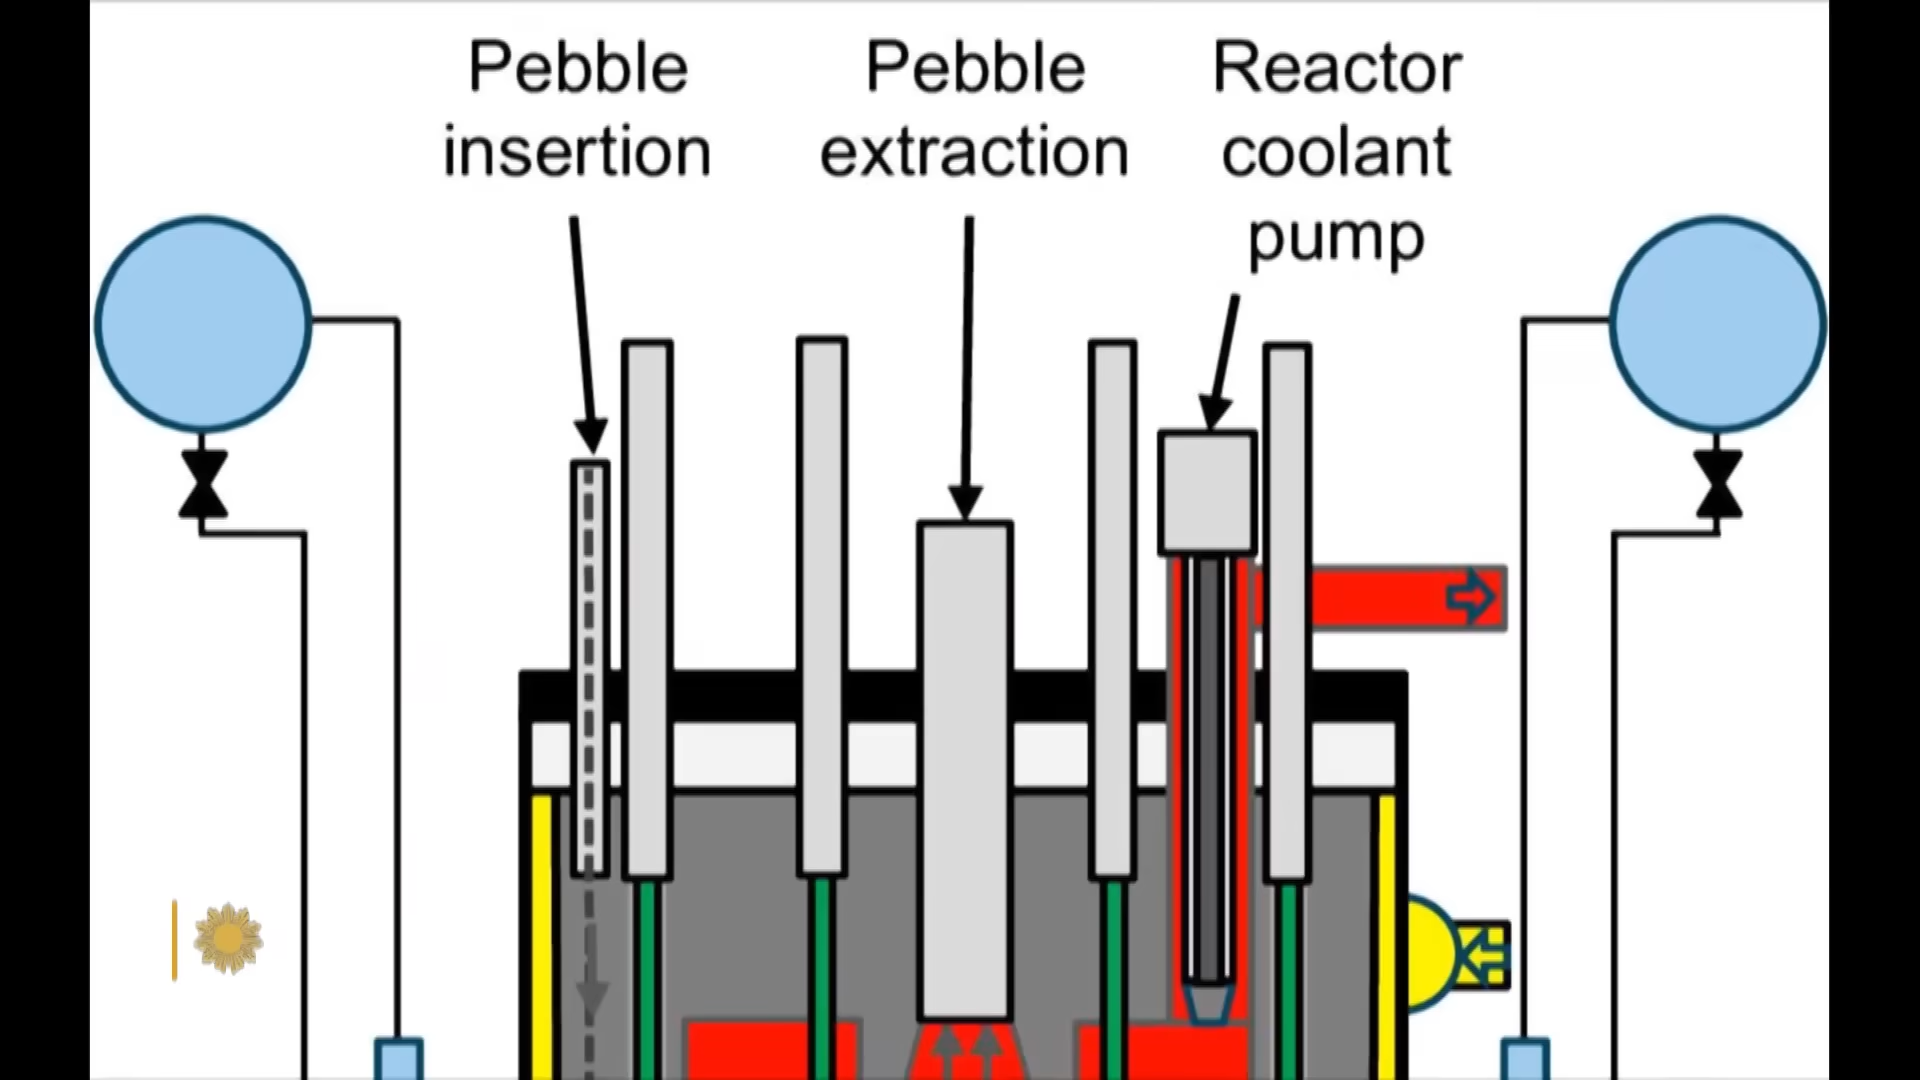 Pebble
insertion
Pebble
extraction
Reactor
coolant
pump